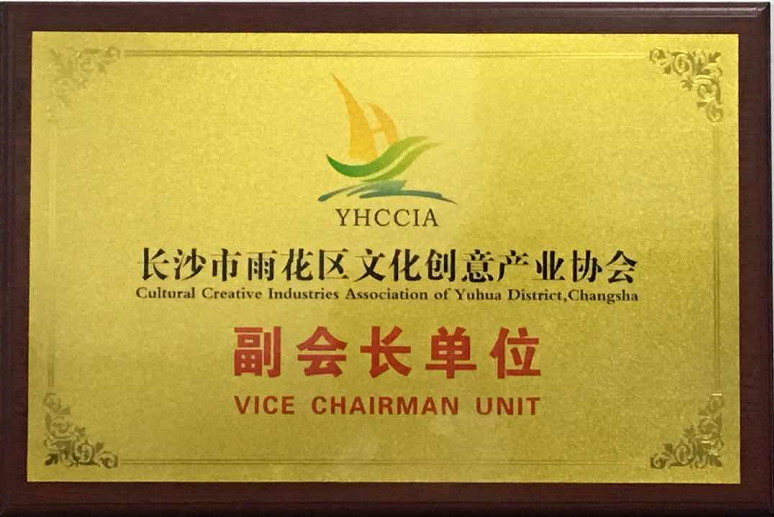 YHCCIA
长沙市雨花区文化创意产业协会
Cultural Creative Industries Association of Yuhua District,Changsha
副会长单位
VICE CHAIRMAN UNIT